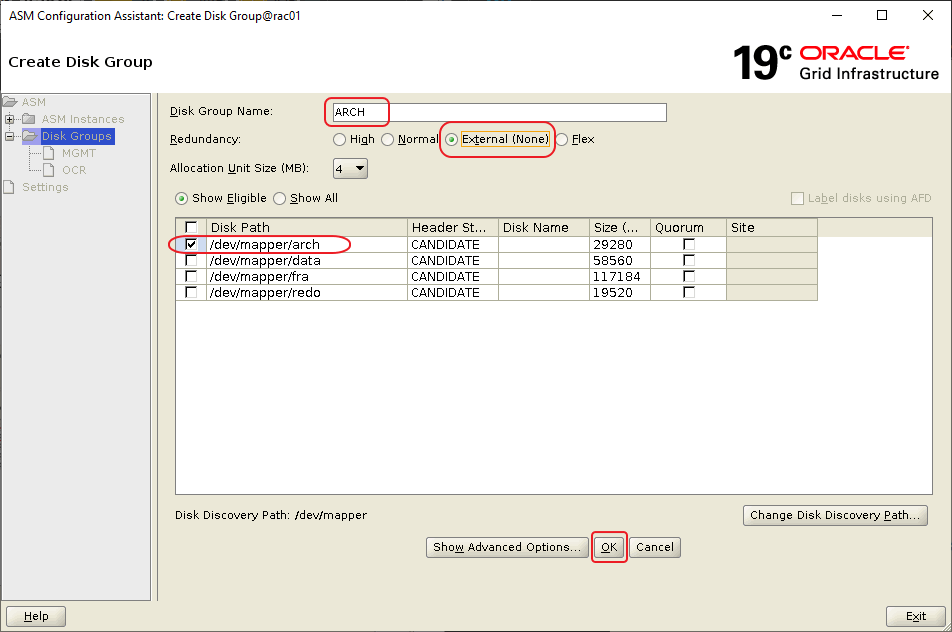 ASM Configuration Assistant: Create Disk Group@rac01
Create Disk Group
19c ORACLE
Grid Infrastructure
ASM
ASM Instances
Disk Groups
MGMT
OCR
Settings
Disk Group Name: ARCH
Redundancy: High Normal External (None) Flex
Allocation Unit Size (MB): 4
Show Eligible Show All Label disks using AFD
Disk Path Header St... Disk Name Size (... Quorum Site
/dev/mapper/arch CANDIDATE 29280
/dev/mapper/data CANDIDATE 58560
/dev/mapper/fra CANDIDATE 117184
/dev/mapper/redo CANDIDATE 19520
Disk Discovery Path: /dev/mapper Change Disk Discovery Path...
Show Advanced Options... OK Cancel
Help Exit